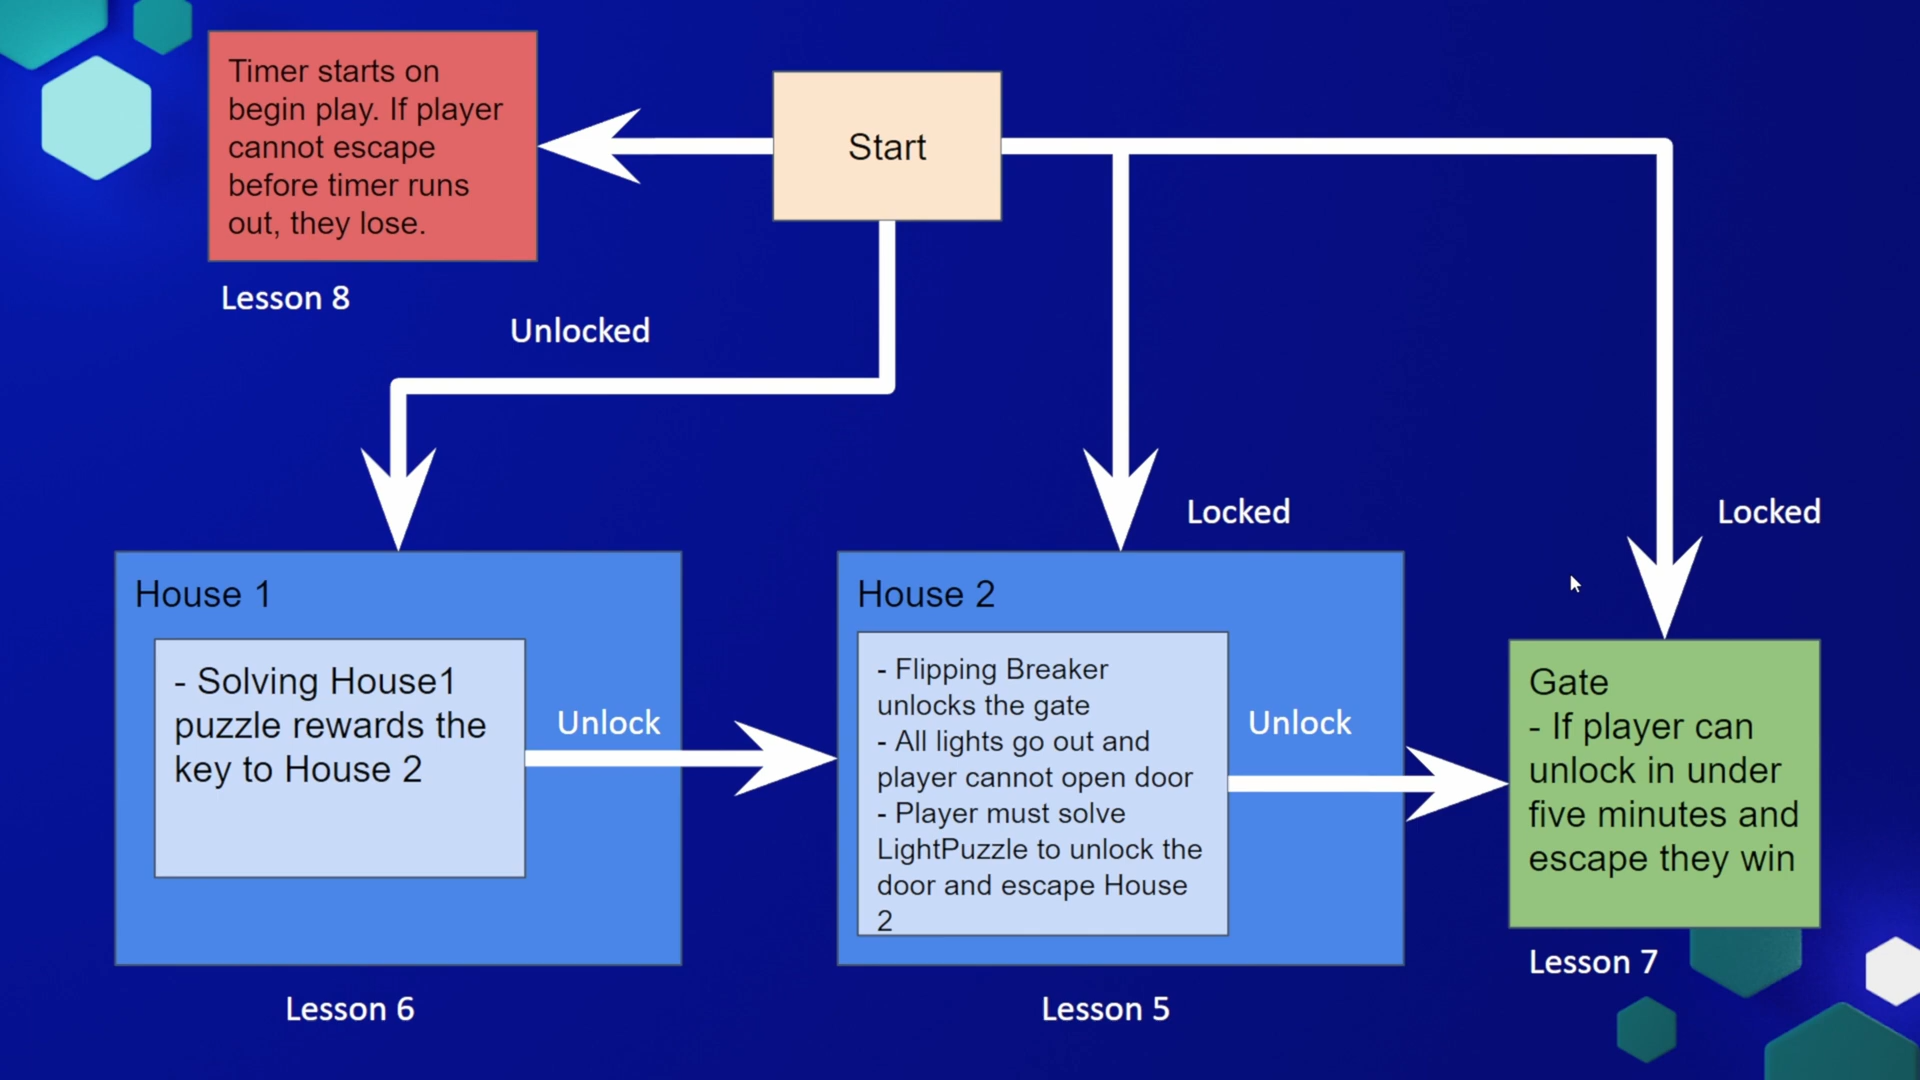 Timer starts on
begin play. If player
cannot escape
before timer runs
out, they lose.
Lesson 8
Start
Unlocked
Locked
Locked
House 1
- Solving House1
puzzle rewards the
key to House 2
Unlock
Lesson 6
House 2
- Flipping Breaker
unlocks the gate
- All lights go out and
player cannot open door
- Player must solve
LightPuzzle to unlock the
door and escape House
2
Unlock
Lesson 5
Gate
- If player can
unlock in under
five minutes and
escape they win
Lesson 7